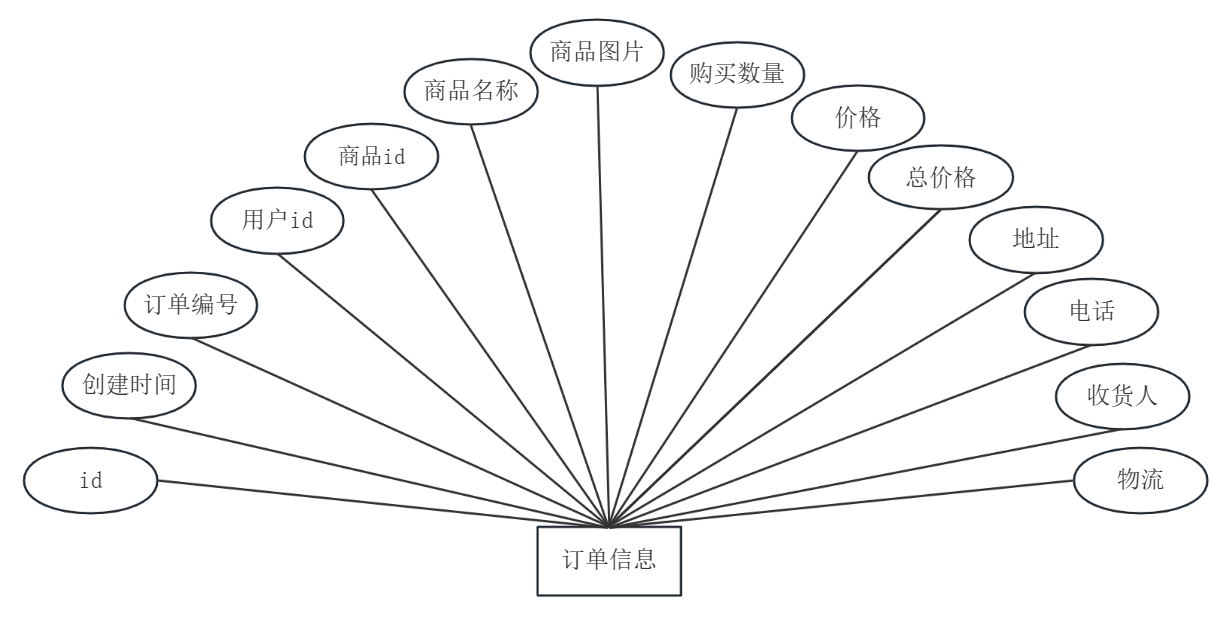 商品图片
购买数量
商品名称
价格
商品id
总价格
用户id
地址
订单编号
电话
创建时间
收货人
id
物流
订单信息